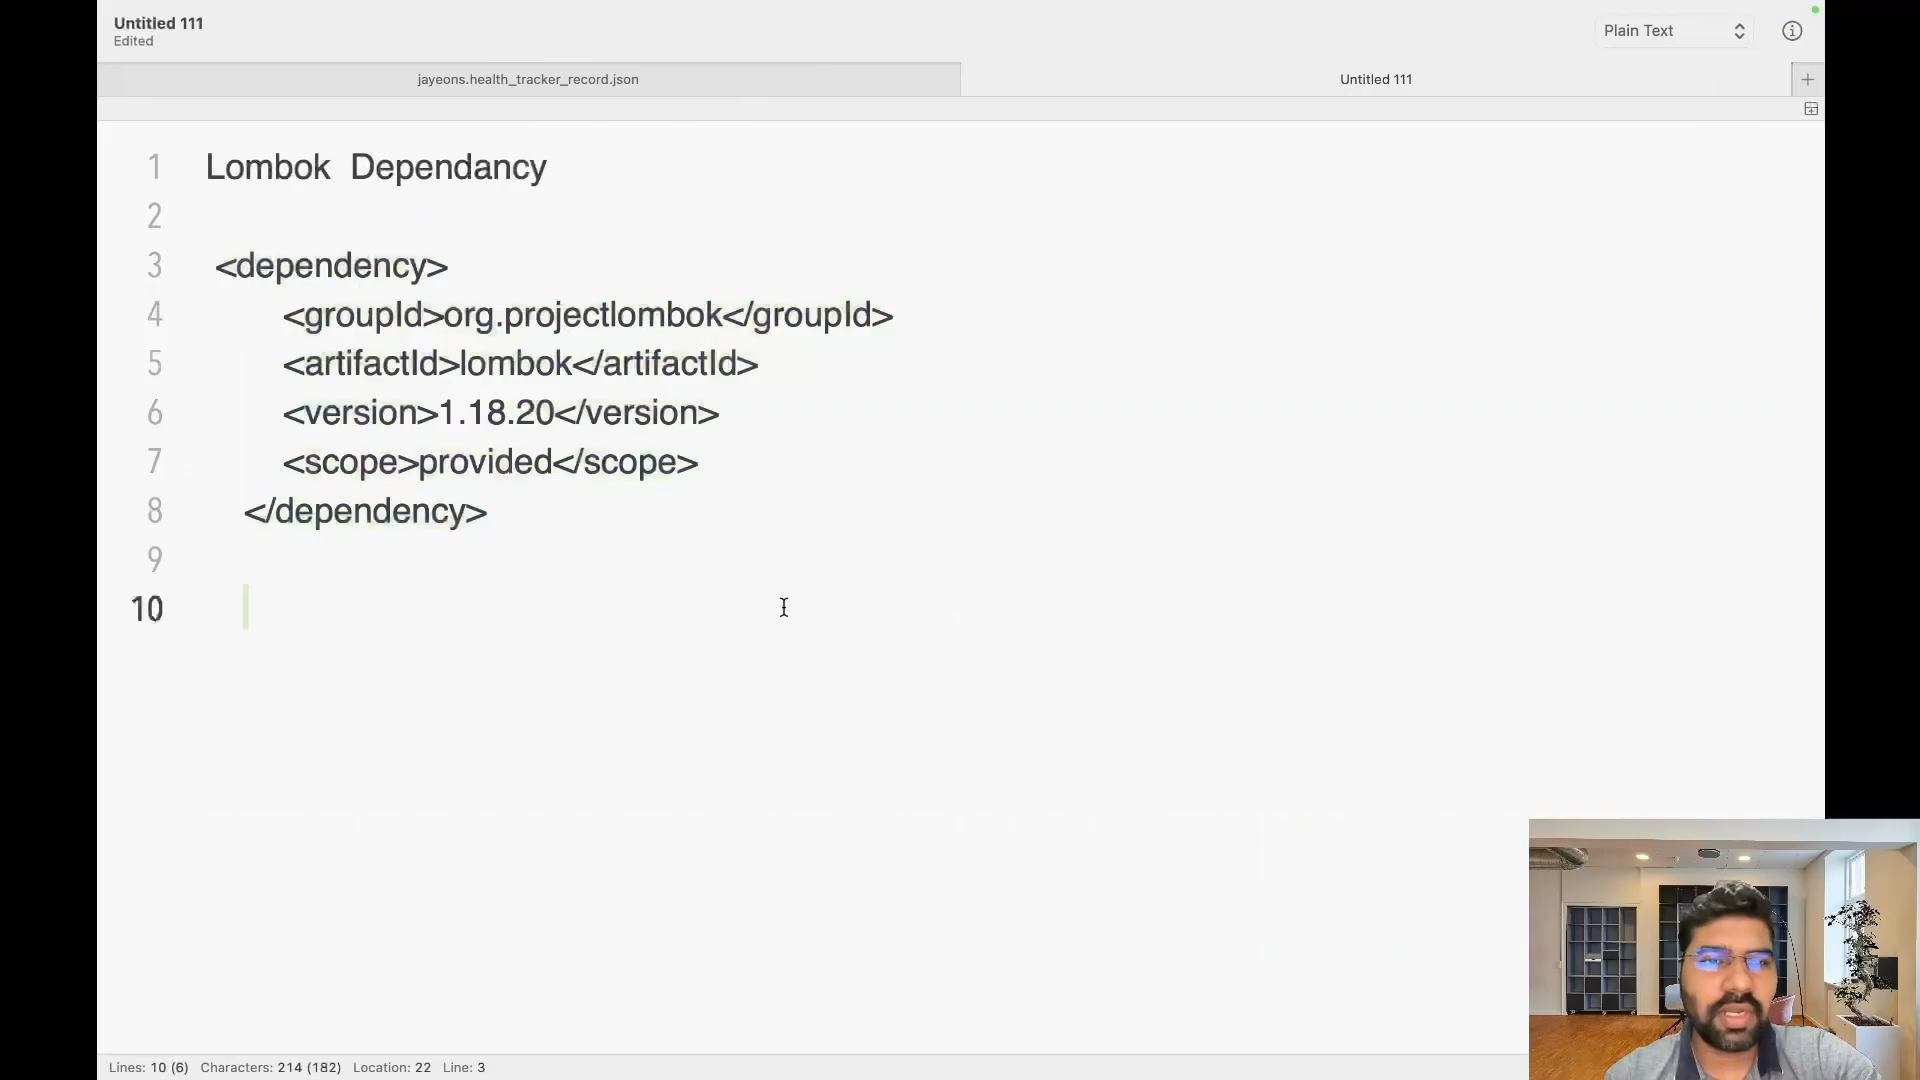 Untitled 111
Edited
Plain Text
jayeons.health_tracker_record.json
Untitled 111
1 Lombok Dependancy
2
3 <dependency>
4 <groupId>org.projectlombok</groupId>
5 <artifactId>lombok</artifactId>
6 <version>1.18.20</version>
7 <scope>provided</scope>
8 </dependency>
9
10
Lines: 10 (6) Characters: 214 (182) Location: 22 Line: 3